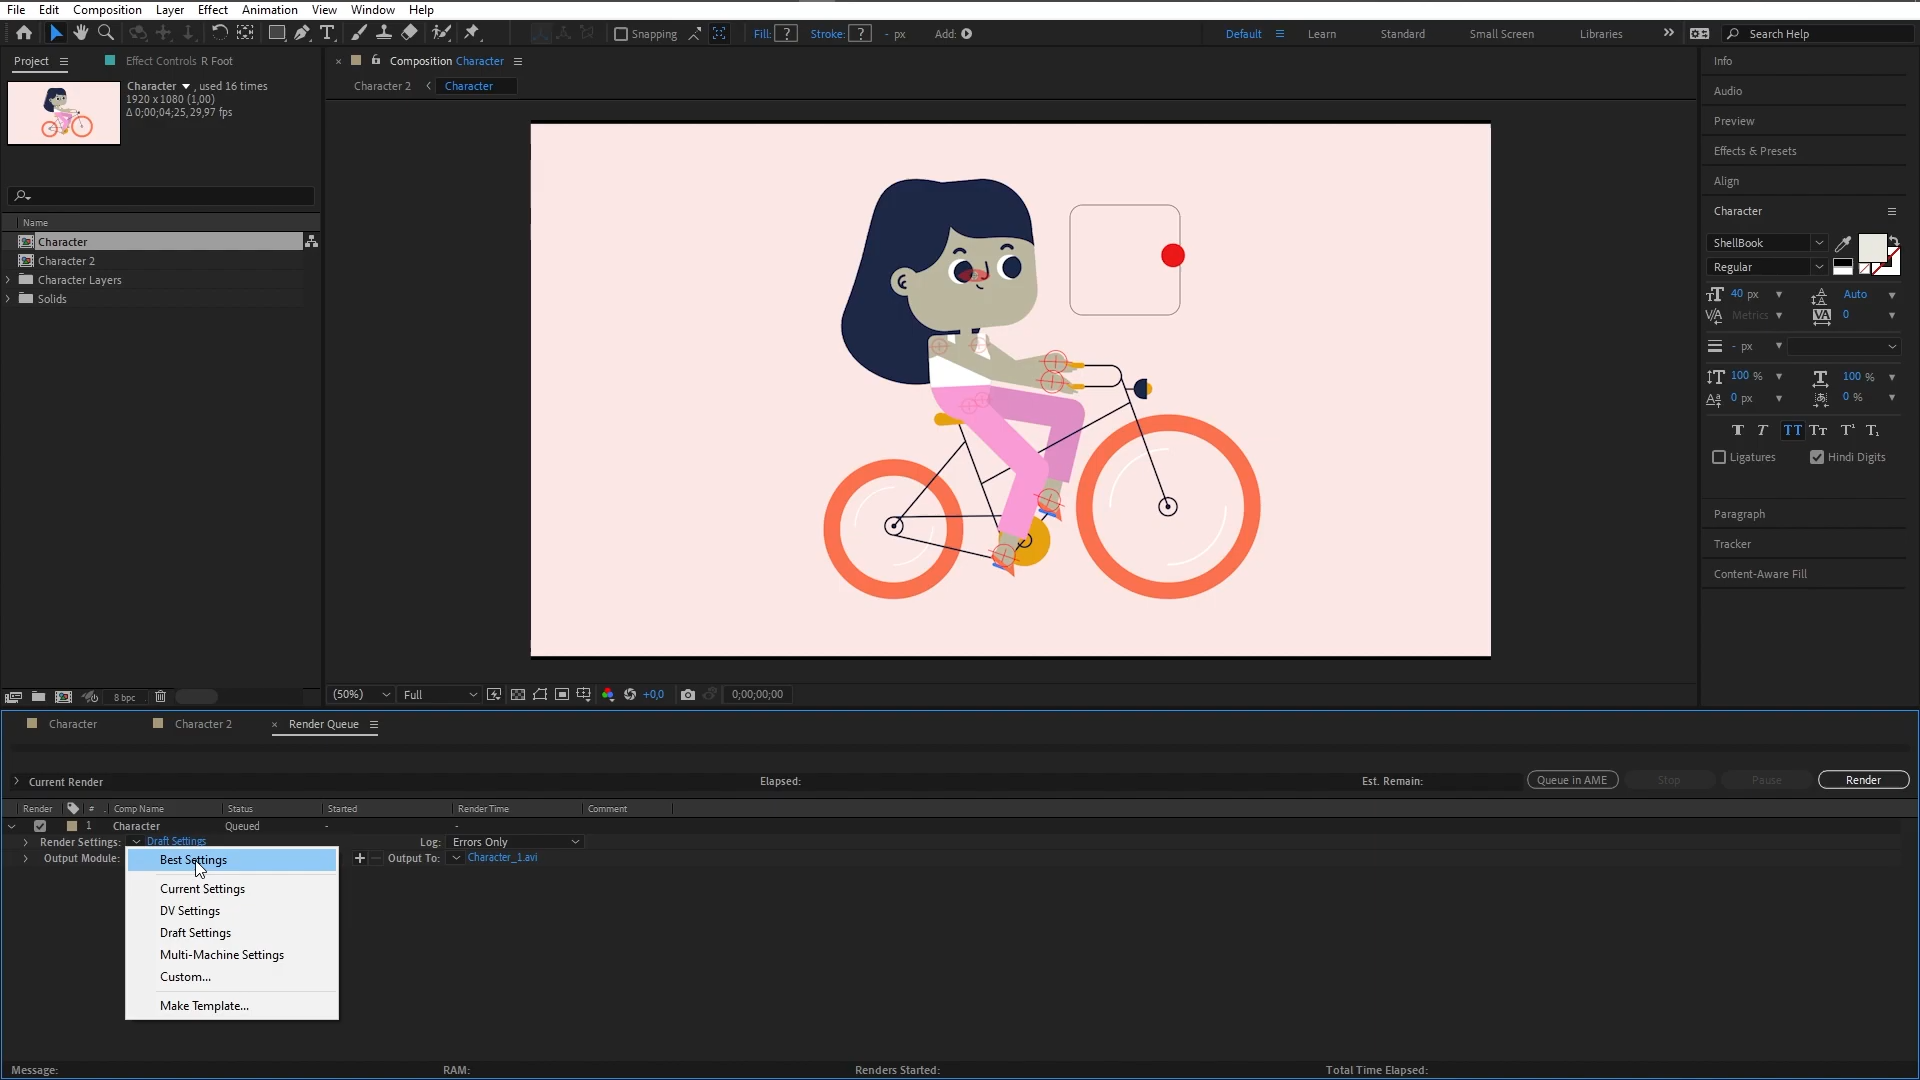 File Edit Composition Layer Effect Animation View Window Help
Snapping Fill: ? Stroke: ? - px Add: Default Learn Standard Small Screen Libraries » Search Help
Project Effect Controls R Foot
Character , used 16 times
1920 x 1080 (1,00)
Δ 0;00;04;25, 29,97 fps
Name
Character
Character 2
Character Layers
Solids
8 bpc
× Composition Character
Character 2 < Character
(50%) Full +0,0 0;00;00;00
Info
Audio
Preview
Effects & Presets
Align
Character
ShellBook
Regular
40 px Auto
Metrics 0
- px
100 % 100 %
0 px 0 %
T T TT Tт T¹ T₁
Ligatures Hindi Digits
Paragraph
Tracker
Content-Aware Fill
Character Character 2 × Render Queue
Current Render Elapsed: Est. Remain: Queue in AME Stop Pause Render
Render # Comp Name Status Started Render Time Comment
1 Character Queued - -
Render Settings: Draft Settings Log: Errors Only
Output Module: Output To: Character_1.avi
Best Settings
Current Settings
DV Settings
Draft Settings
Multi-Machine Settings
Custom...
Make Template...
Message: RAM: Renders Started: Total Time Elapsed: